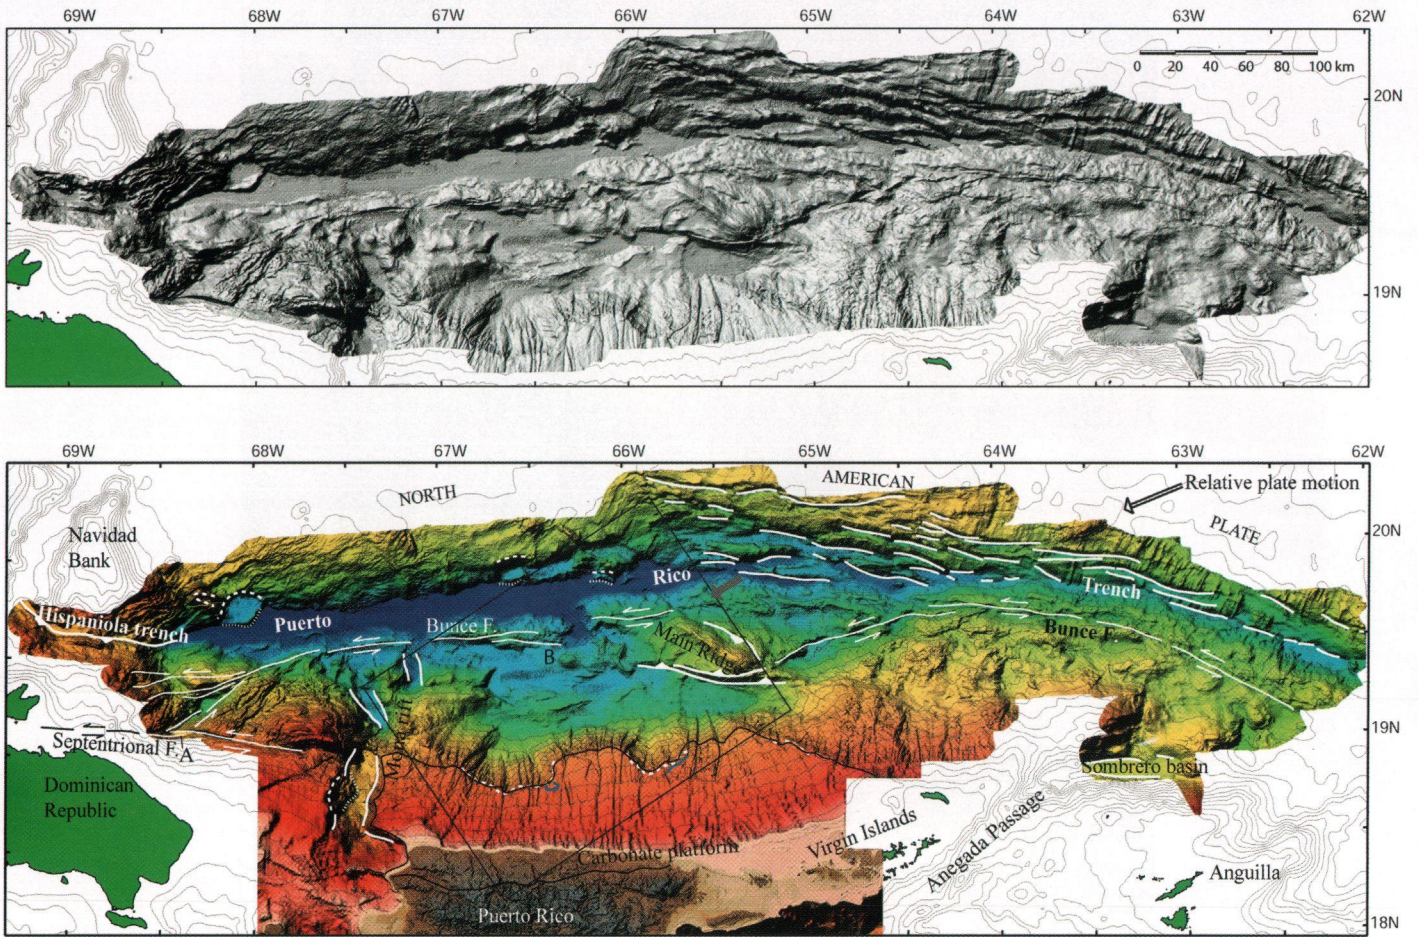 69W 68W 67W 66W 65W 64W 63W 62W
0 20 40 60 80 100 km
20N
19N
69W 68W 67W 66W 65W 64W 63W 62W
NORTH
AMERICAN
Relative plate motion
PLATE
Navidad
Bank
20N
Rico
Trench
Hispaniola trench
Puerto
Bunce F.
Bunce F.
Main Ridge
B
19N
Septentrional F.
A
Sombrero basin
Dominican
Republic
Virgin Islands
Anegada Passage
Carbonate platform
Anguilla
Puerto Rico
18N